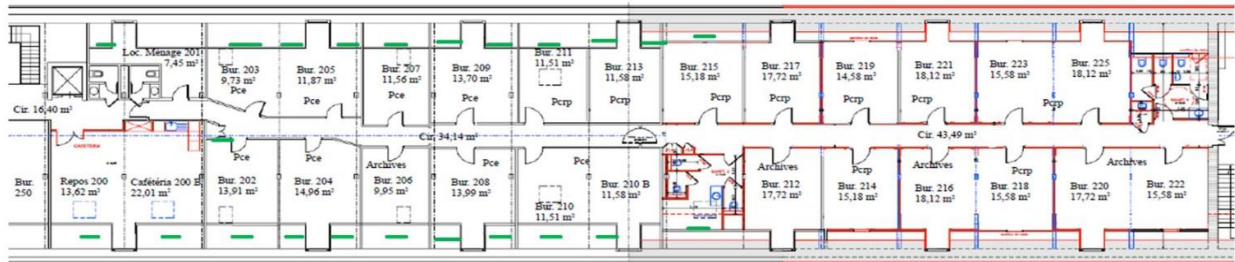 Loc. Ménage 201
7,45 m²
Bur. 203
9,73 m²
Pce
Bur. 205
11,87 m²
Pce
Bur. 207
11,56 m²
Pce
Bur. 209
13,70 m²
Pce
Bur. 211
11,51 m²
Pcrp
Bur. 213
11,58 m²
Pcrp
Bur. 215
15,18 m²
Pcrp
Bur. 217
17,72 m²
Pcrp
Bur. 219
14,58 m²
Pcrp
Bur. 221
18,12 m²
Pcrp
Bur. 223
15,58 m²
Pcrp
Bur. 225
18,12 m²
Cir. 16,40 m²
Cir. 34,14 m²
Cir. 43,49 m²
CAFETERIA
Bur.
250
Repos 200
13,62 m²
Cafétéria 200 B
22,01 m²
Pce
Bur. 202
13,91 m²
Pce
Bur. 204
14,96 m²
Archives
Bur. 206
9,95 m²
Pce
Bur. 208
13,99 m²
Pce
Bur. 210
11,51 m²
Bur. 210 B
11,58 m²
Archives
Bur. 212
17,72 m²
Pcrp
Bur. 214
15,18 m²
Archives
Bur. 216
18,12 m²
Pcrp
Bur. 218
15,58 m²
Archives
Bur. 220
17,72 m²
Bur. 222
15,58 m²